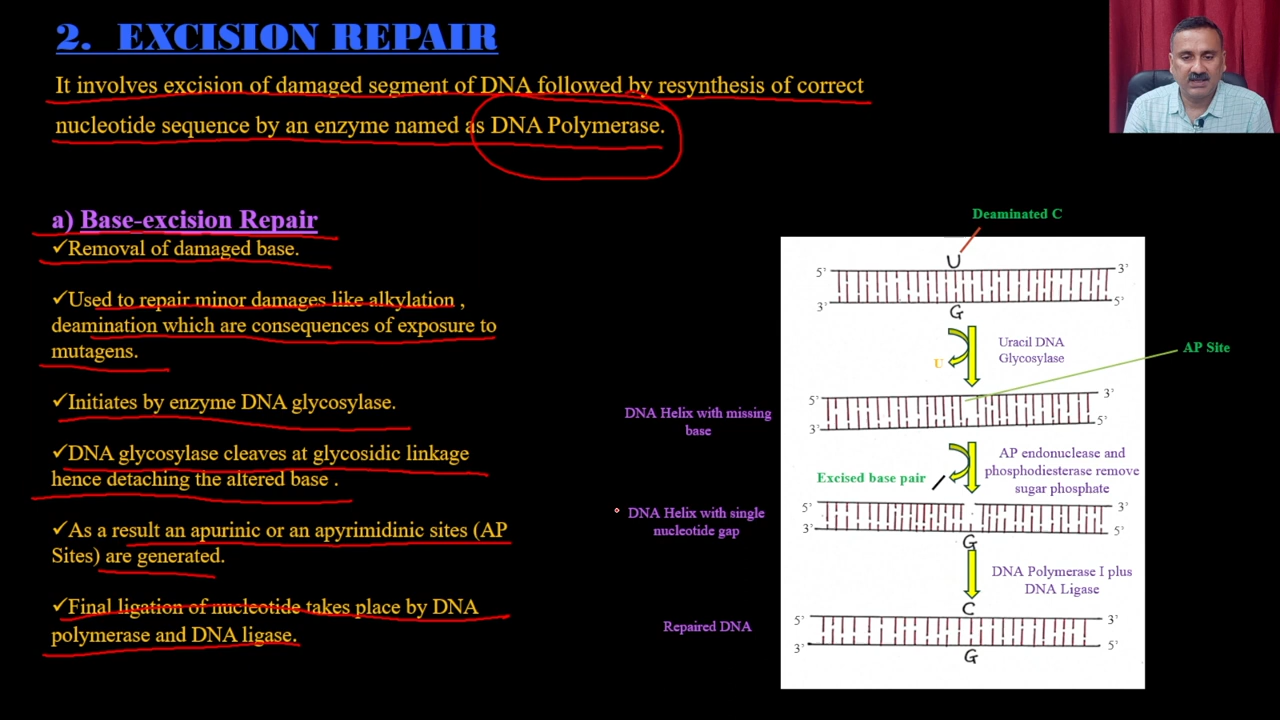 2. EXCISION REPAIR
It involves excision of damaged segment of DNA followed by resynthesis of correct
nucleotide sequence by an enzyme named as DNA Polymerase.
a) Base-excision Repair
✓Removal of damaged base.
✓Used to repair minor damages like alkylation ,
deamination which are consequences of exposure to
mutagens.
✓Initiates by enzyme DNA glycosylase.
✓DNA glycosylase cleaves at glycosidic linkage
hence detaching the altered base .
✓As a result an apurinic or an apyrimidinic sites (AP
Sites) are generated.
✓Final ligation of nucleotide takes place by DNA
polymerase and DNA ligase.
Deaminated C
U
5' 3'
3' 5'
G
Uracil DNA
Glycosylase
U
AP Site
5' 3'
3' 5'
DNA Helix with missing
base
AP endonuclease and
phosphodiesterase remove
sugar phosphate
Excised base pair
5' 3'
3' 5'
DNA Helix with single
nucleotide gap
G
DNA Polymerase I plus
DNA Ligase
C
5' 3'
3' 5'
Repaired DNA
G